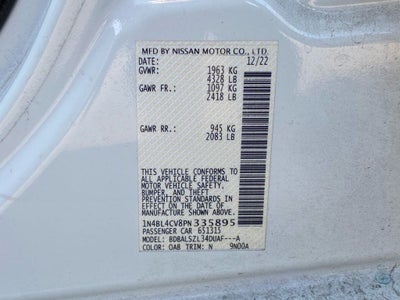 MFD BY NISSAN MOTOR CO., LTD.
DATE: 12/22
GVWR: 1963 KG
4328 LB
GAWR FR.: 1097 KG
2418 LB
GAWR RR.: 945 KG
2083 LB
THIS VEHICLE CONFORMS TO ALL
APPLICABLE FEDERAL MOTOR
VEHICLE SAFETY, BUMPER,
AND THEFT PREVENTION
STANDARDS IN EFFECT ON
THE DATE OF MANUFACTURE
SHOWN ABOVE.
1N4BL4CV8PN 335895
PASSENGER CAR 651315
MODEL: BDBALSZL34DUAF---A
COLOR: QAB TRIM: N 9N00A